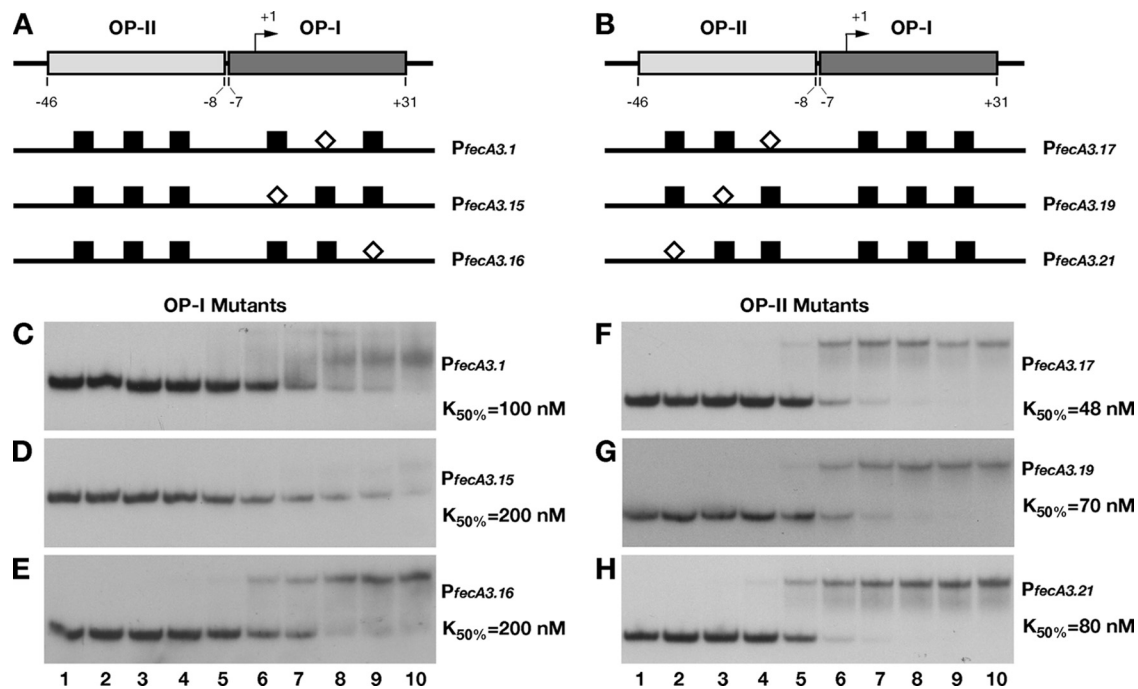 A
OP-II
+1
OP-I
-46
-8
-7
+31
PfecA3.1
PfecA3.15
PfecA3.16
B
OP-II
+1
OP-I
-46
-8
-7
+31
PfecA3.17
PfecA3.19
PfecA3.21
OP-I Mutants
C
PfecA3.1
K50%=100 nM
D
PfecA3.15
K50%=200 nM
E
PfecA3.16
K50%=200 nM
1 2 3 4 5 6 7 8 9 10
OP-II Mutants
F
PfecA3.17
K50%=48 nM
G
PfecA3.19
K50%=70 nM
H
PfecA3.21
K50%=80 nM
1 2 3 4 5 6 7 8 9 10